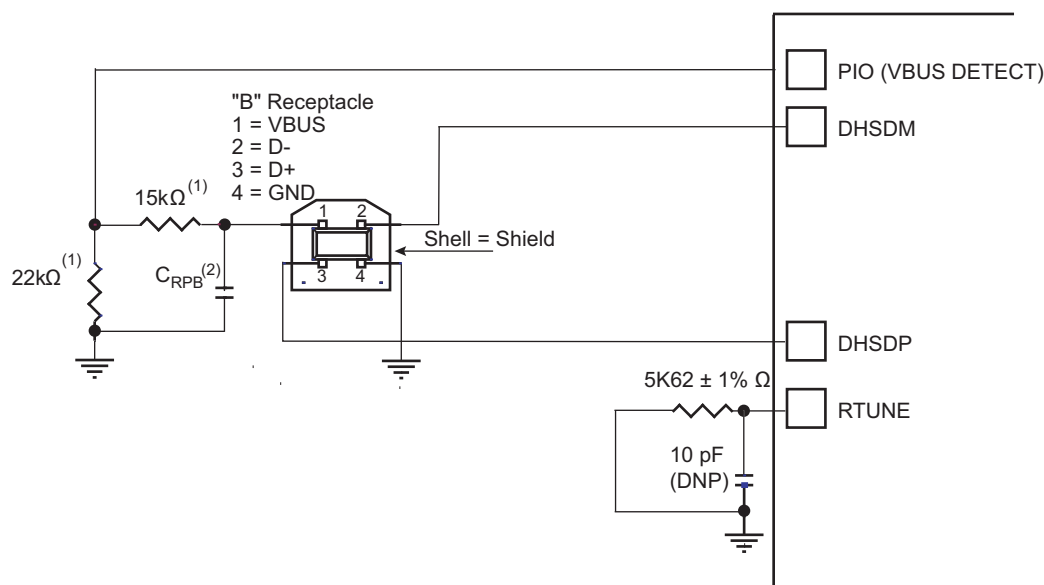 PIO (VBUS DETECT)
DHSDM
"B" Receptacle
1 = VBUS
2 = D-
3 = D+
4 = GND
15kΩ(1)
1 2
Shell = Shield
22kΩ(1)
CRPB(2)
3 4
DHSDP
5K62 ± 1% Ω
RTUNE
10 pF
(DNP)